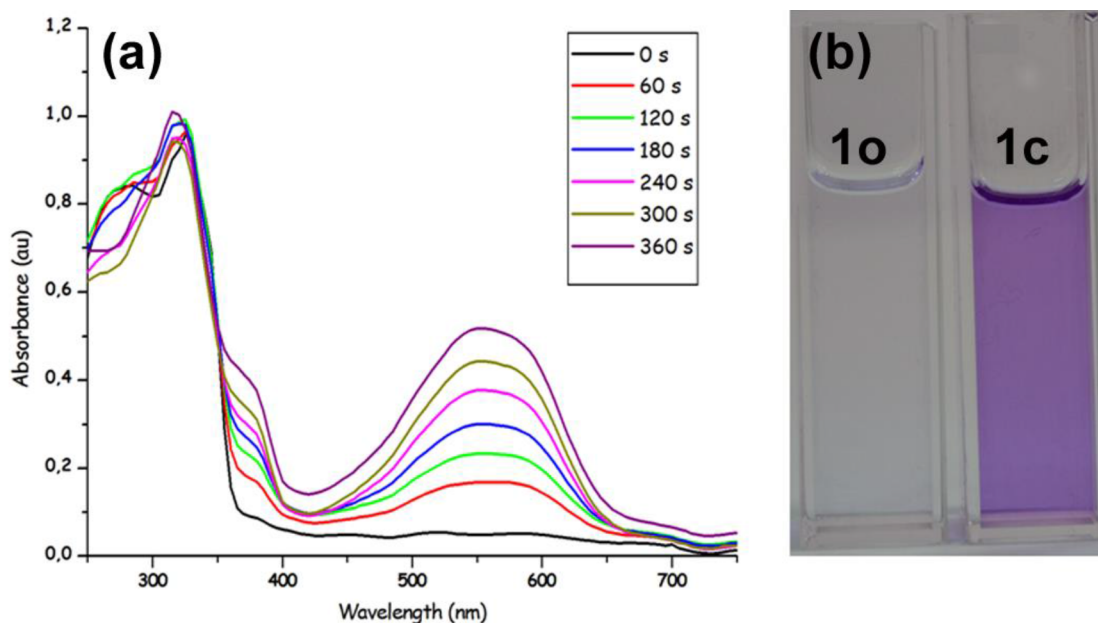 (a)
1,2
1,0
0,8
0,6
0,4
0,2
0,0
Absorbance (au)
300 400 500 600 700
Wavelength (nm)
0 s
60 s
120 s
180 s
240 s
300 s
360 s
(b)
1o 1c